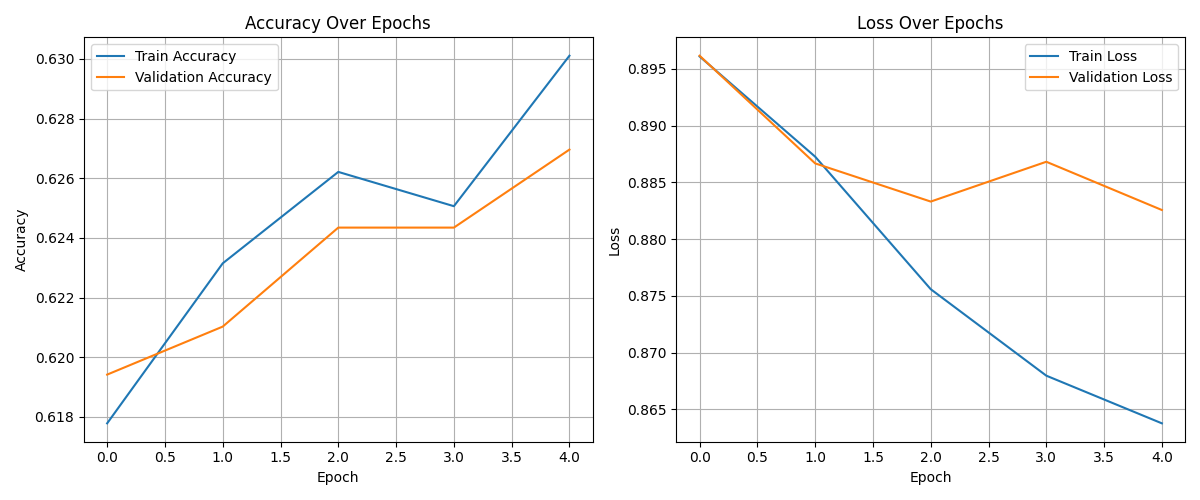 Accuracy Over Epochs
Train Accuracy
Validation Accuracy
0.630
0.628
0.626
0.624
0.622
0.620
0.618
Accuracy
0.0 0.5 1.0 1.5 2.0 2.5 3.0 3.5 4.0
Epoch
Loss Over Epochs
Train Loss
Validation Loss
0.895
0.890
0.885
0.880
0.875
0.870
0.865
Loss
0.0 0.5 1.0 1.5 2.0 2.5 3.0 3.5 4.0
Epoch